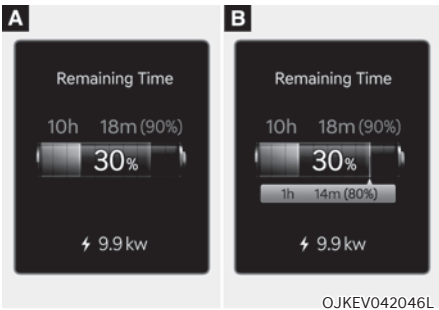 A
Remaining Time
10h 18m (90%)
30%
9.9 kw
B
Remaining Time
10h 18m (90%)
30%
1h 14m (80%)
9.9 kw
OJKEV042046L